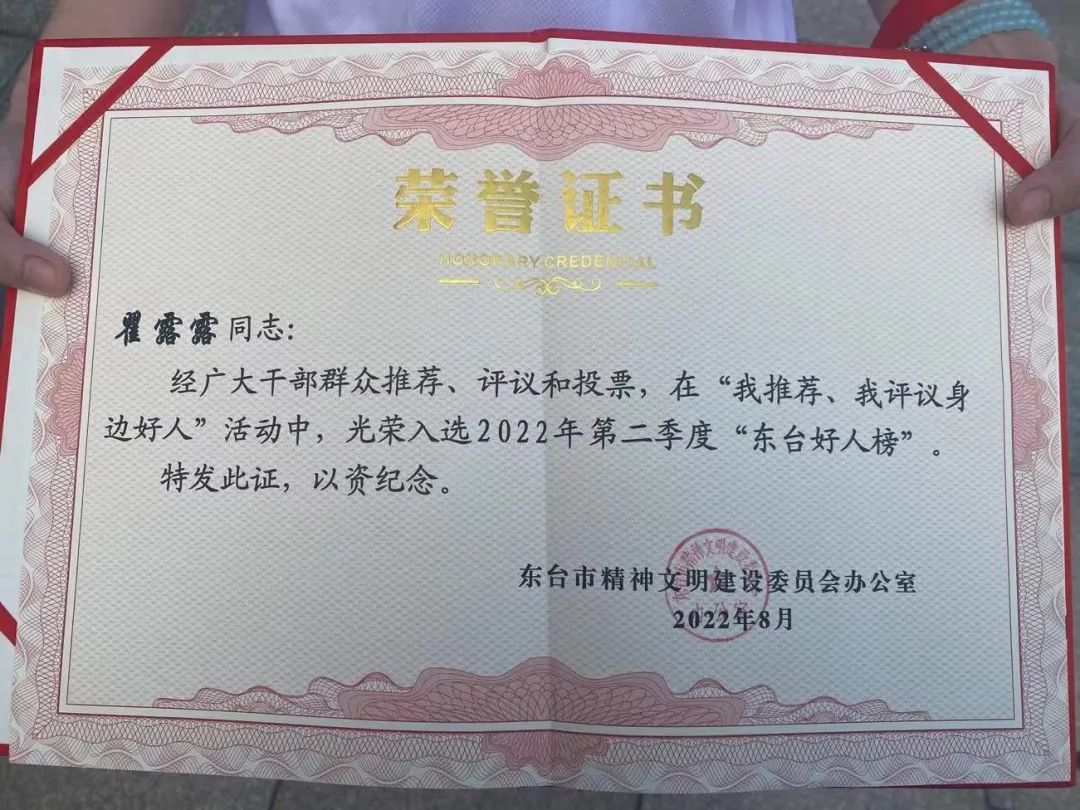 荣誉证书
HONORARY CREDENTIAL
瞿露露同志：
经广大干部群众推荐、评议和投票，在“我推荐、我评议身
边好人”活动中，光荣入选2022年第二季度“东台好人榜”。
特发此证，以资纪念。
东台市精神文明建设委员会办公室
2022年8月